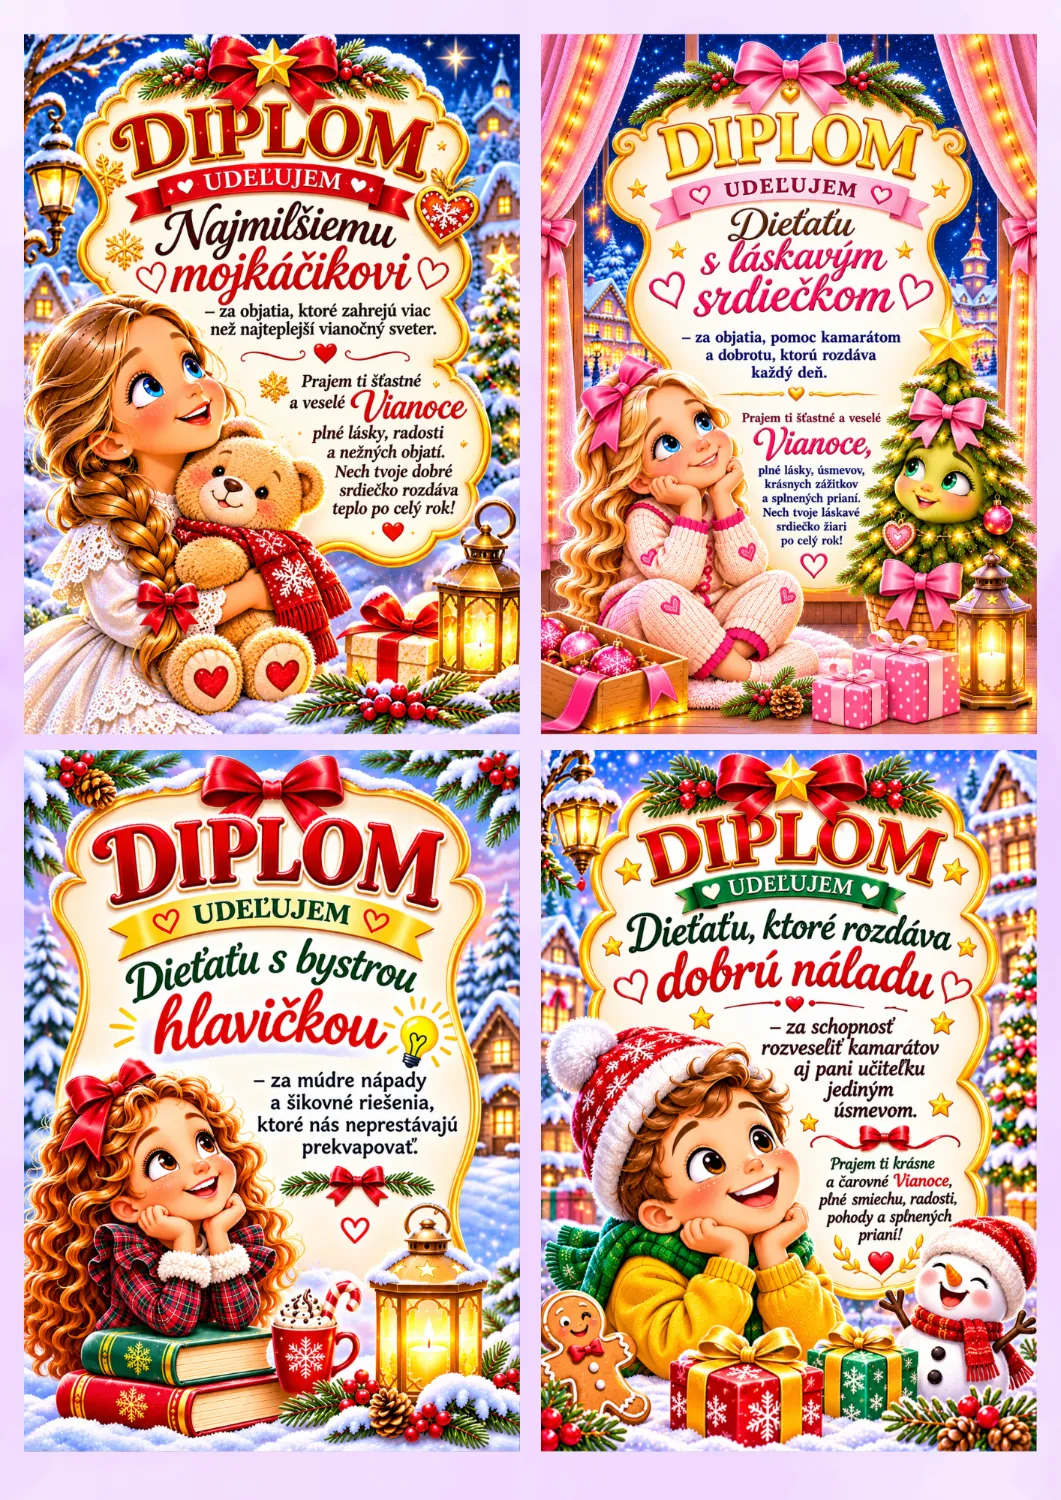 DIPLOM
UDEĽUJEM
Najmilšiemu
mojkáčikovi
– za objatia, ktoré zahrejú viac
než najteplejší vianočný sveter.
Prajem ti šťastné
a veselé Vianoce
plné lásky, radosti
a nežných objatí.
Nech tvoje dobré
srdiečko rozdáva
teplo po celý rok!
DIPLOM
UDEĽUJEM
Dieťaťu
s láskavým
srdiečkom
– za objatia, pomoc kamarátom
a dobrotu, ktorú rozdáva
každý deň.
Prajem ti šťastné a veselé
Vianoce,
plné lásky, úsmevov,
krásnych zážitkov
a splnených prianí.
Nech tvoje láskavé
srdiečko žiari
po celý rok!
DIPLOM
UDEĽUJEM
Dieťaťu s bystrou
hlavičkou
– za múdre nápady
a šikovné riešenia,
ktoré nás neprestávajú
prekvapovať.
DIPLOM
UDEĽUJEM
Dieťaťu, ktoré rozdáva
dobrú náladu
– za schopnosť
rozveseliť kamarátov
aj pani učiteľku
jediným
úsmevom.
Prajem ti krásne
a čarovné Vianoce,
plné smiechu, radosti,
pohody a splnených
prianí!